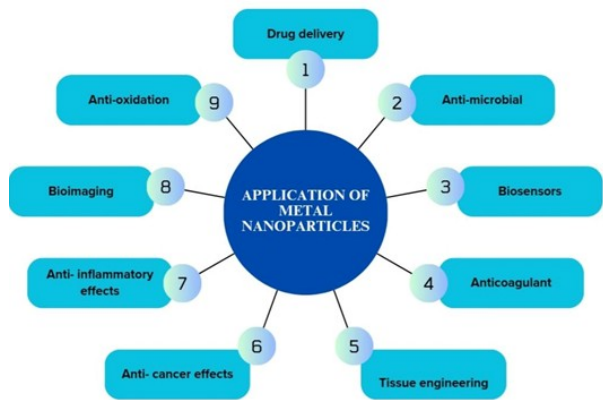 Drug delivery
1
Anti-oxidation
9
2
Anti-microbial
Bioimaging
8
APPLICATION OF
METAL
NANOPARTICLES
3
Biosensors
Anti- inflammatory
effects
7
4
Anticoagulant
Anti- cancer effects
6
5
Tissue engineering